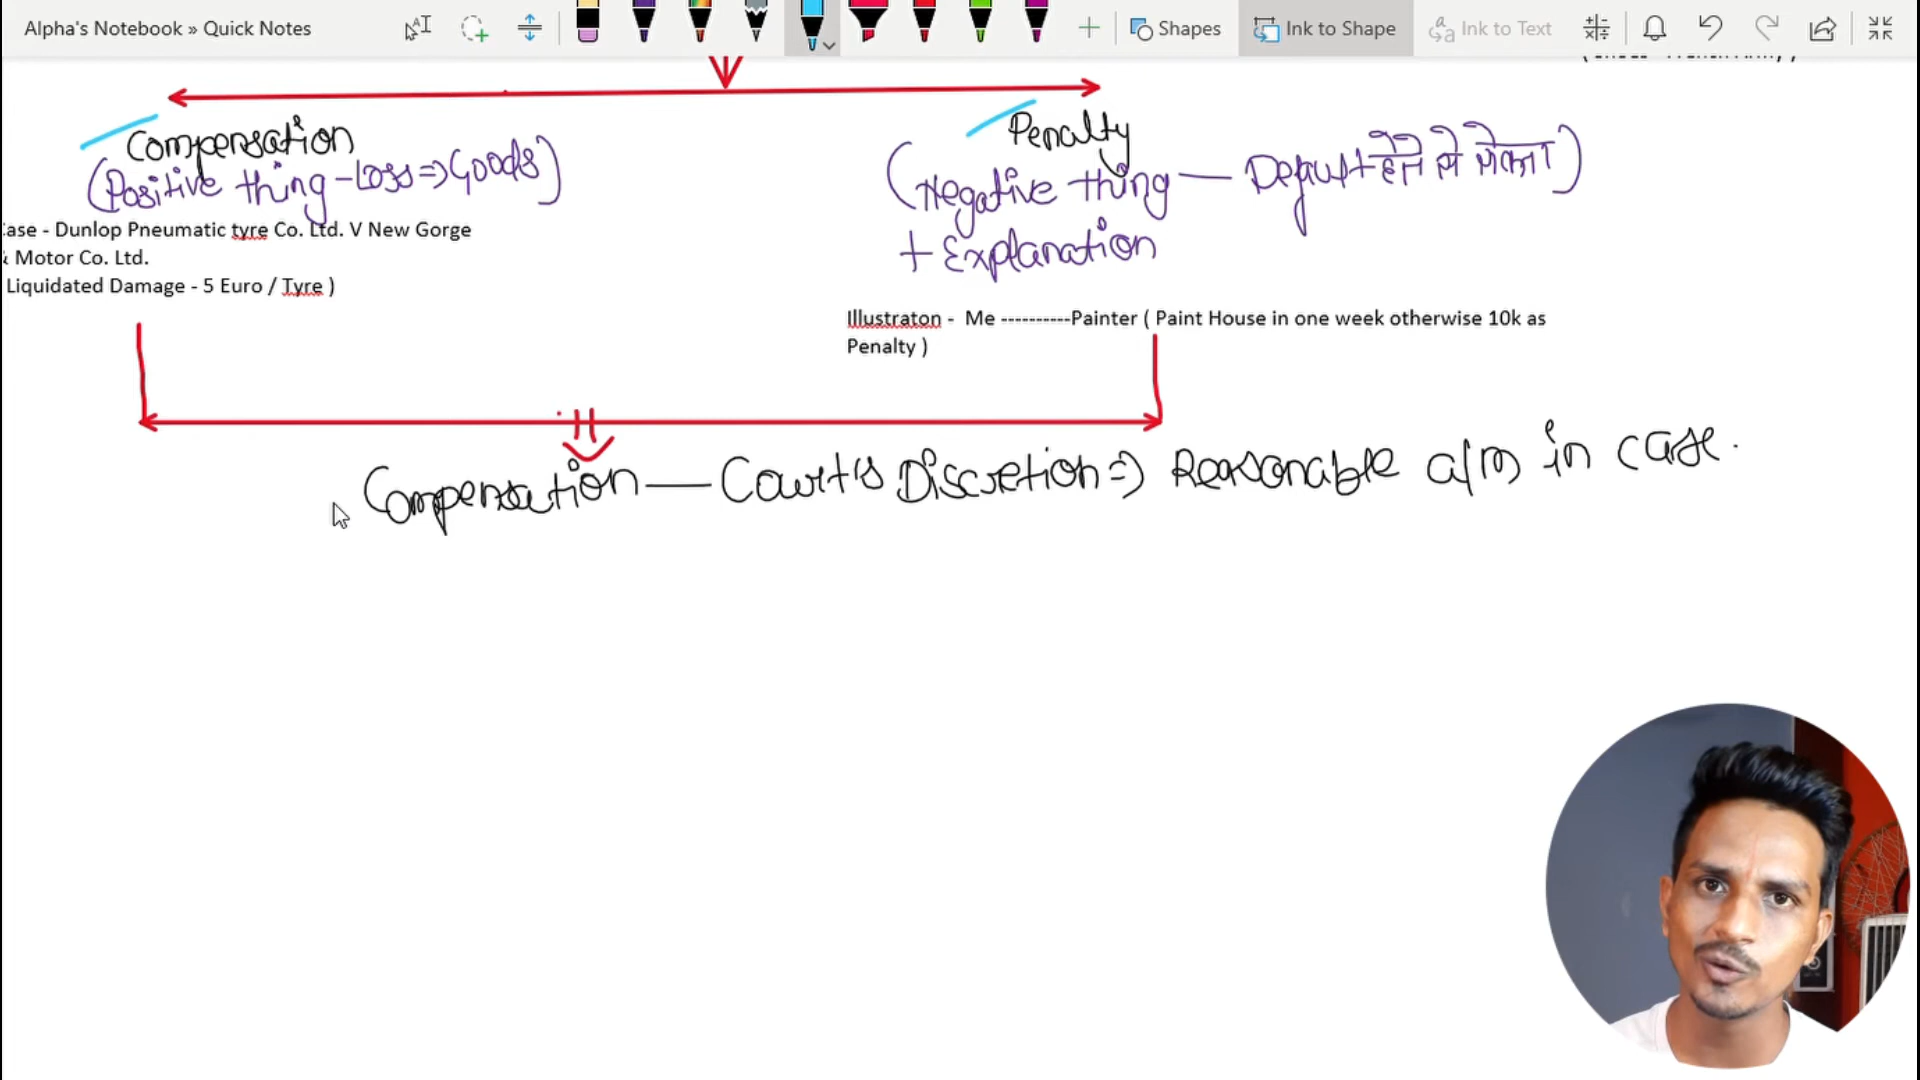 Alpha's Notebook » Quick Notes
Shapes
Ink to Shape
Ink to Text
Compensation
(Positive thing - Loss => Goods)
Case - Dunlop Pneumatic tyre Co. Ltd. V New Gorge
& Motor Co. Ltd.
Liquidated Damage - 5 Euro / Tyre )
Penalty
(Negative thing — Default होने से रोकना)
+ Explanation
Illustraton - Me ----------Painter ( Paint House in one week otherwise 10k as
Penalty )
Compensation — Court's Discretion => Reasonable a/m in case.